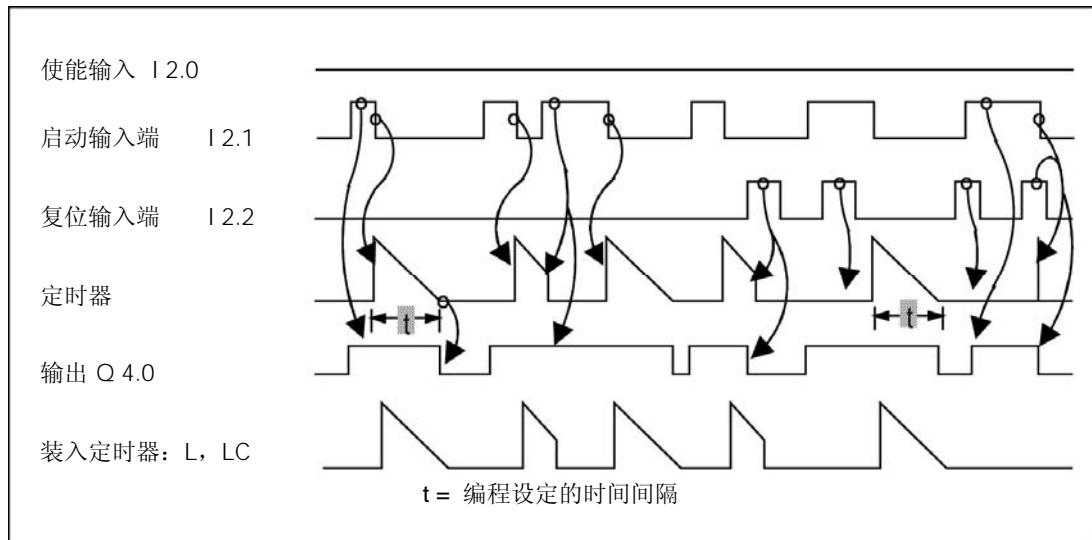 使能输入 I 2.0
启动输入端 I 2.1
复位输入端 I 2.2
定时器
t
t
输出 Q 4.0
装入定时器：L，LC
t = 编程设定的时间间隔